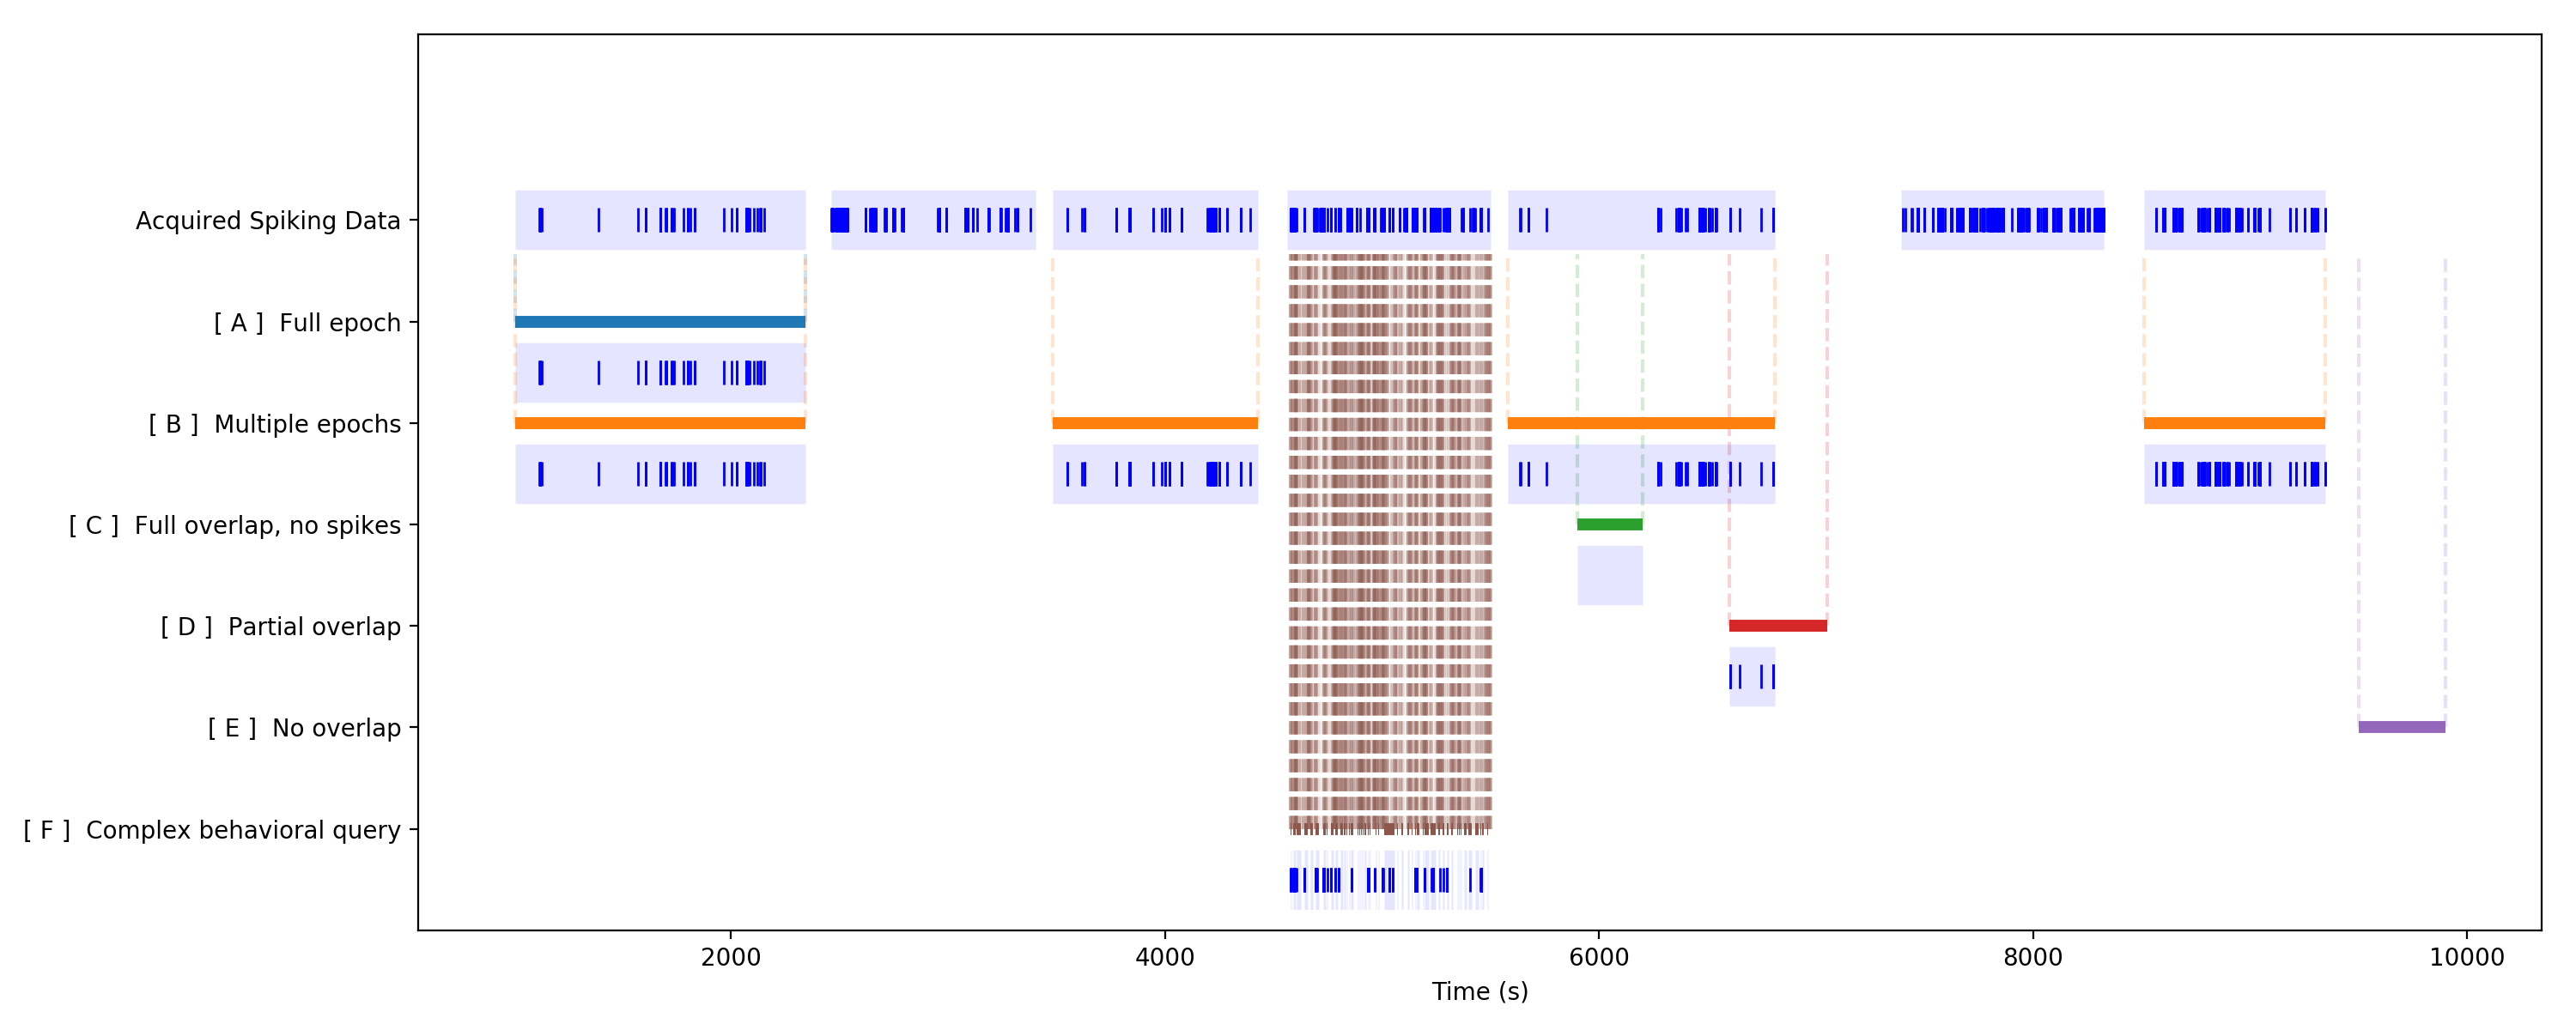 Acquired Spiking Data
[ A ]  Full epoch
[ B ]  Multiple epochs
[ C ]  Full overlap, no spikes
[ D ]  Partial overlap
[ E ]  No overlap
[ F ]  Complex behavioral query
2000 4000 6000 8000 10000
Time (s)